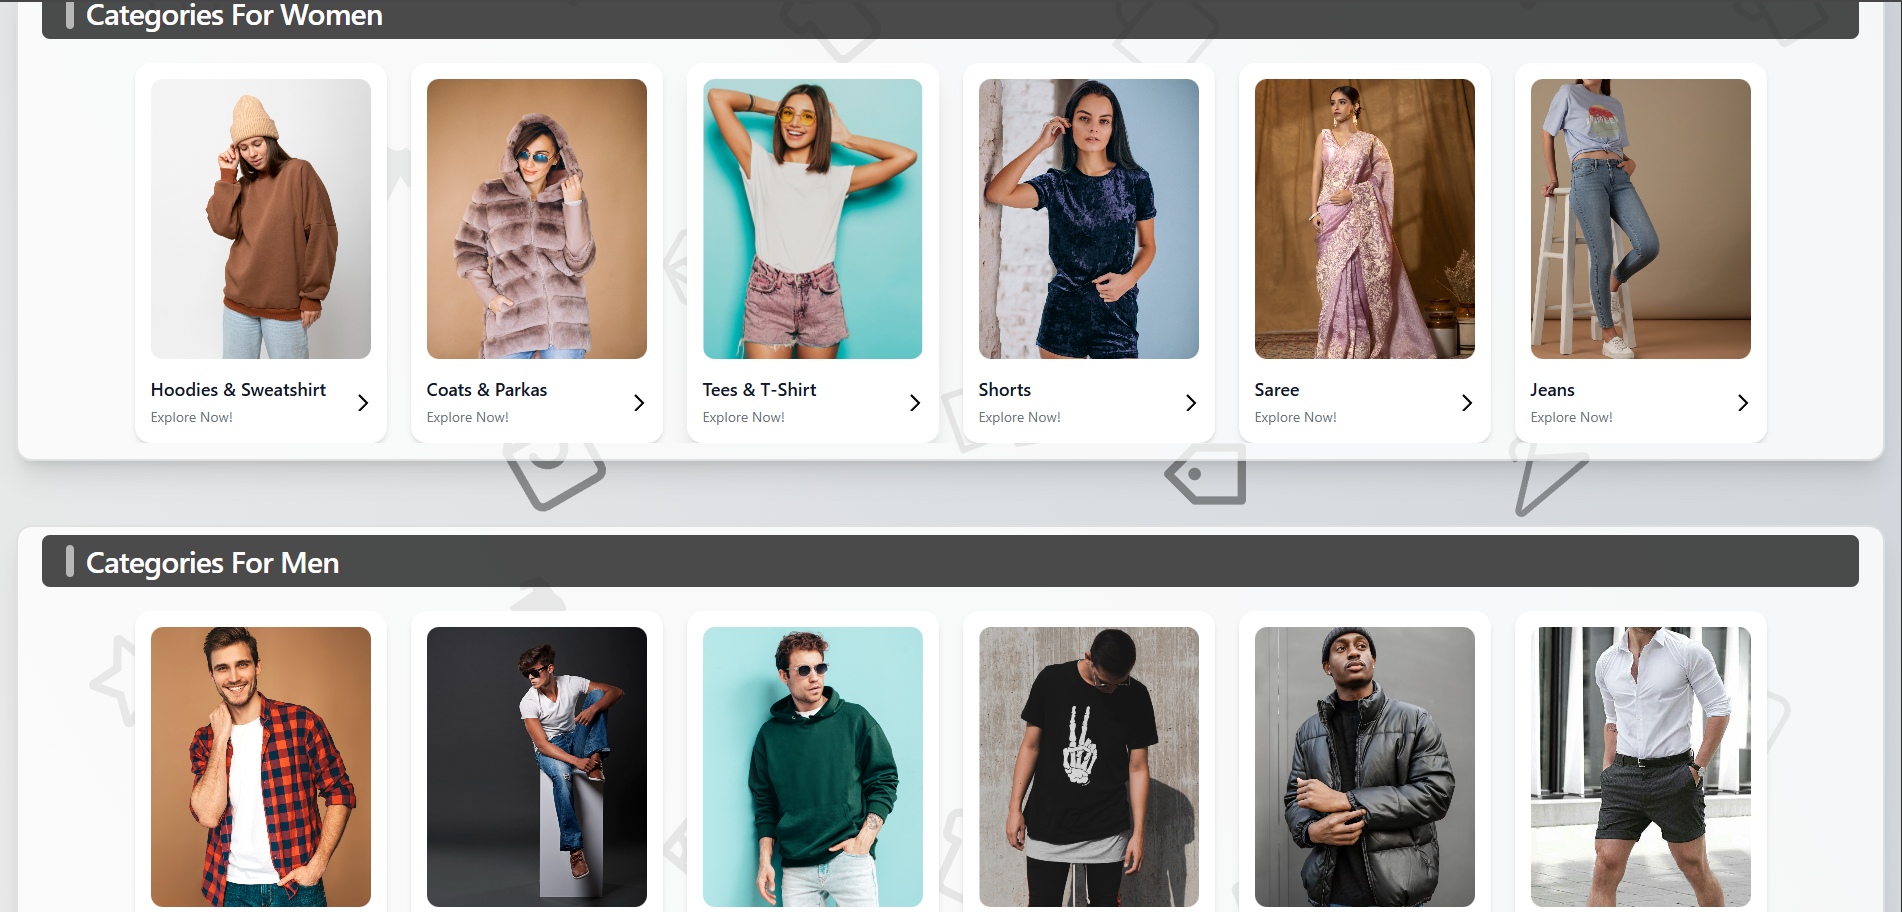 Categories For Women
Hoodies & Sweatshirt
Explore Now!
Coats & Parkas
Explore Now!
Tees & T-Shirt
Explore Now!
Shorts
Explore Now!
Saree
Explore Now!
Jeans
Explore Now!
Categories For Men